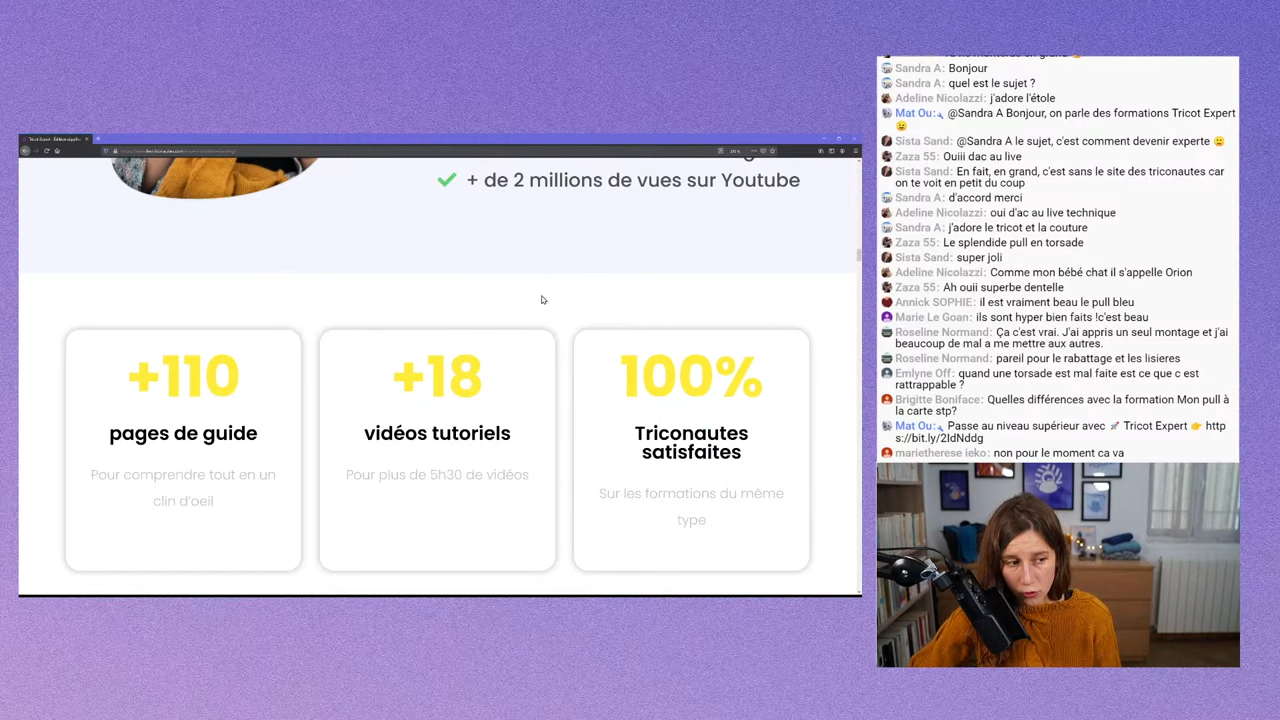 + de 2 millions de vues sur Youtube
+110
pages de guide
Pour comprendre tout en un
clin d'oeil
+18
vidéos tutoriels
Pour plus de 5h30 de vidéos
100%
Triconautes
satisfaites
Sur les formations du même
type
Sandra A: Bonjour
Sandra A: quel est le sujet ?
Adeline Nicolazzi: j'adore l'étole
Mat Ou: @Sandra A Bonjour, on parle des formations Tricot Expert
Sista Sand: @Sandra A le sujet, c'est comment devenir experte
Zaza 55: Ouiii dac au live
Sista Sand: En fait, en grand, c'est sans le site des triconautes car
on te voit en petit du coup
Sandra A: d'accord merci
Adeline Nicolazzi: oui d'ac au live technique
Sandra A: j'adore le tricot et la couture
Zaza 55: Le splendide pull en torsade
Sista Sand: super joli
Adeline Nicolazzi: Comme mon bébé chat il s'appelle Orion
Zaza 55: Ah ouii superbe dentelle
Annick SOPHIE: il est vraiment beau le pull bleu
Marie Le Goan: ils sont hyper bien faits !c'est beau
Roseline Normand: Ça c'est vrai. J'ai appris un seul montage et j'ai
beaucoup de mal a me mettre aux autres.
Roseline Normand: pareil pour le rabattage et les lisieres
Emlyne Off: quand une torsade est mal faite est ce que c est
rattrappable ?
Brigitte Boniface: Quelles différences avec la formation Mon pull à
la carte stp?
Mat Ou: Passe au niveau supérieur avec 🚀 Tricot Expert 👉 http
s://bit.ly/2IdNddg
marietherese ieko: non pour le moment ca va